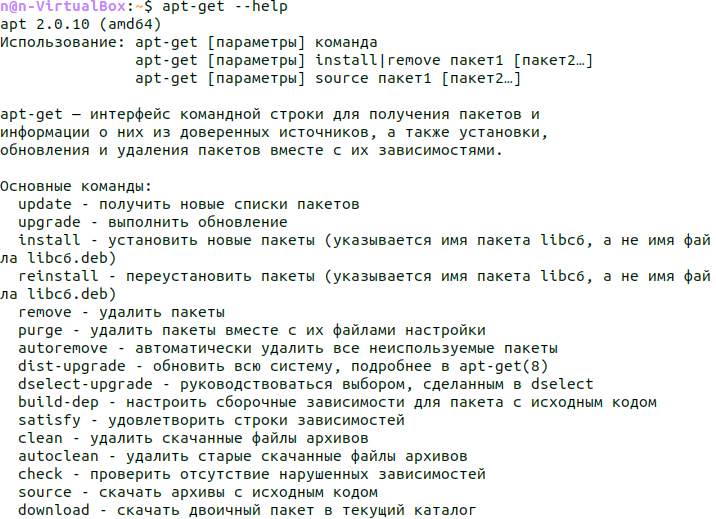 n@n-VirtualBox:~$ apt-get --help
apt 2.0.10 (amd64)
Использование: apt-get [параметры] команда
               apt-get [параметры] install|remove пакет1 [пакет2…]
               apt-get [параметры] source пакет1 [пакет2…]

apt-get — интерфейс командной строки для получения пакетов и
информации о них из доверенных источников, а также установки,
обновления и удаления пакетов вместе с их зависимостями.

Основные команды:
  update - получить новые списки пакетов
  upgrade - выполнить обновление
  install - установить новые пакеты (указывается имя пакета libc6, а не имя фай
ла libc6.deb)
  reinstall - переустановить пакеты (указывается имя пакета libc6, а не имя фай
ла libc6.deb)
  remove - удалить пакеты
  purge - удалить пакеты вместе с их файлами настройки
  autoremove - автоматически удалить все неиспользуемые пакеты
  dist-upgrade - обновить всю систему, подробнее в apt-get(8)
  dselect-upgrade - руководствоваться выбором, сделанным в dselect
  build-dep - настроить сборочные зависимости для пакета с исходным кодом
  satisfy - удовлетворить строки зависимостей
  clean - удалить скачанные файлы архивов
  autoclean - удалить старые скачанные файлы архивов
  check - проверить отсутствие нарушенных зависимостей
  source - скачать архивы с исходным кодом
  download - скачать двоичный пакет в текущий каталог